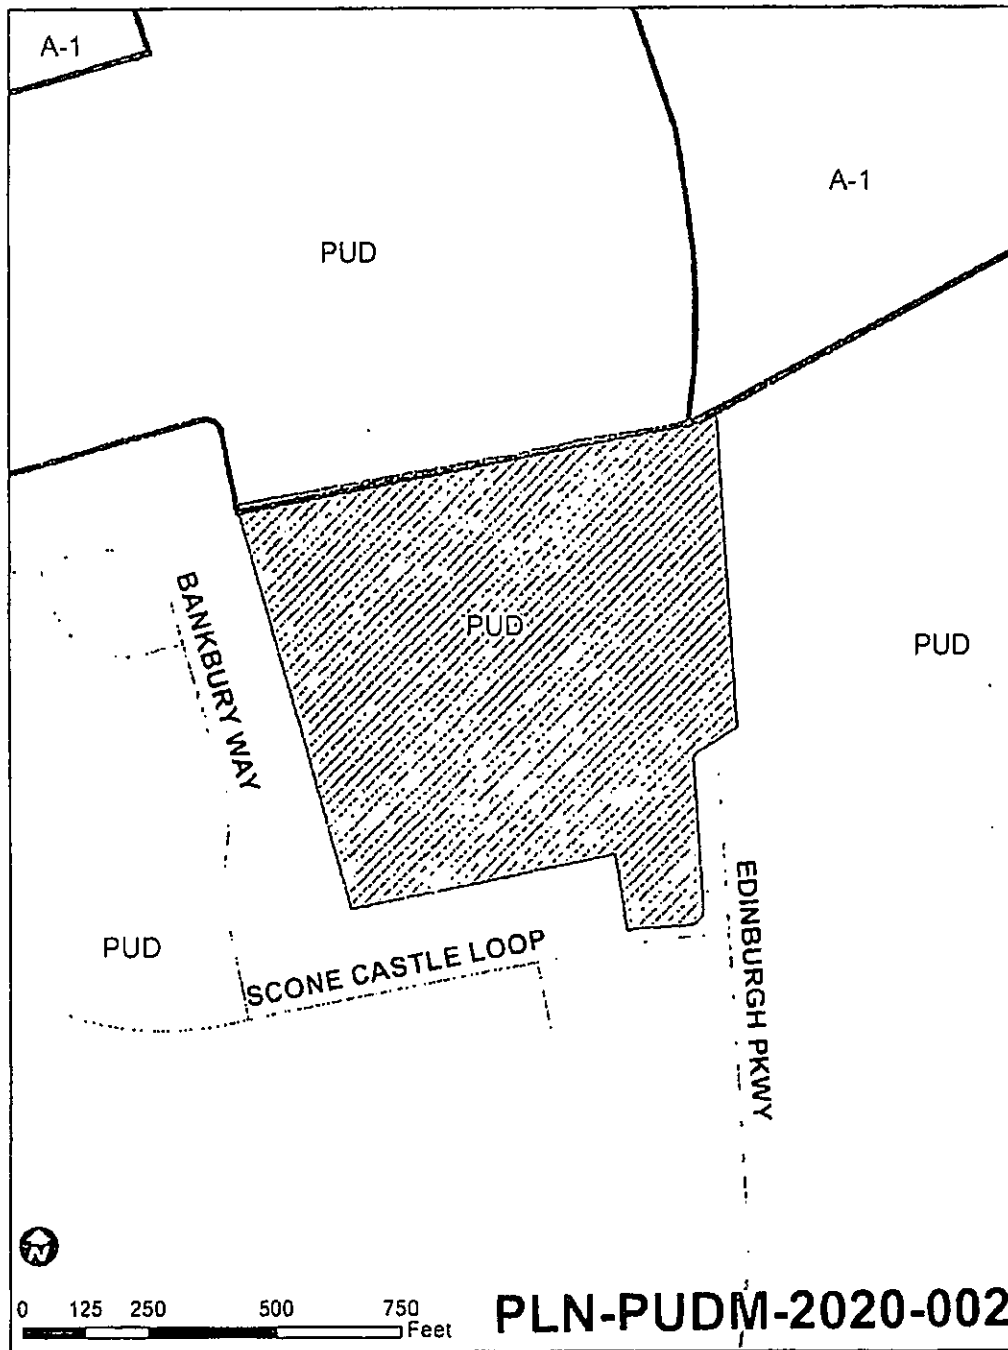 A-1
A-1
PUD
PUD
PUD
BANKBURY WAY
PUD
SCONE CASTLE LOOP
EDINBURGH PKWY
N
0 125 250 500 750
Feet
PLN-PUDM-2020-002